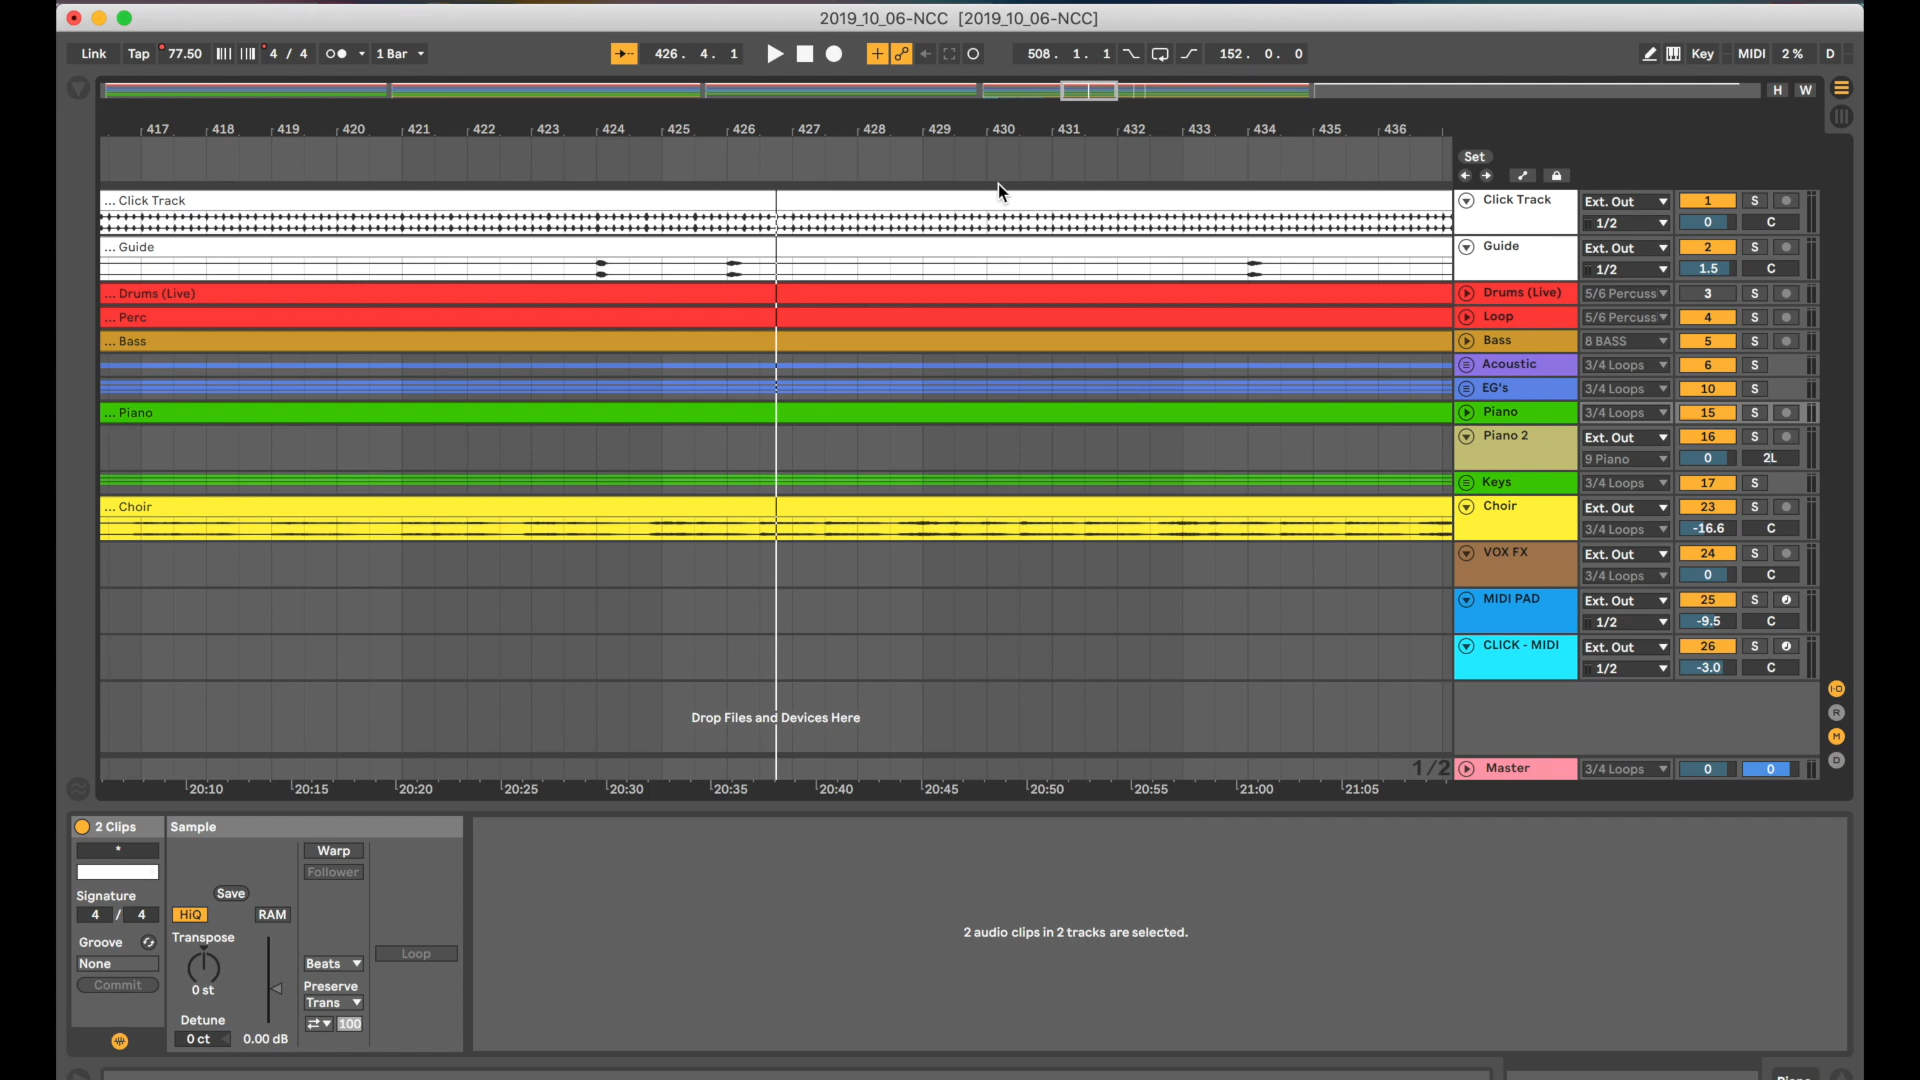 2019_10_06-NCC [2019_10_06-NCC]
Link Tap 77.50 4 / 4 1 Bar 426. 4. 1 508. 1. 1 152. 0. 0 Key MIDI 2 % D
H W
417 418 419 420 421 422 423 424 425 426 427 428 429 430 431 432 433 434 435 436
Set
... Click Track Click Track Ext. Out 1 S
1/2 0 C
... Guide Guide Ext. Out 2 S
1/2 1.5 C
... Drums (Live) Drums (Live) 5/6 Percuss 3 S
... Perc Loop 5/6 Percuss 4 S
... Bass Bass 8 BASS 5 S
Acoustic 3/4 Loops 6 S
EG's 3/4 Loops 10 S
... Piano Piano 3/4 Loops 15 S
Piano 2 Ext. Out 16 S
9 Piano 0 2L
Keys 3/4 Loops 17 S
... Choir Choir Ext. Out 23 S
3/4 Loops -16.6 C
VOX FX Ext. Out 24 S
3/4 Loops 0 C
MIDI PAD Ext. Out 25 S
1/2 -9.5 C
CLICK - MIDI Ext. Out 26 S
1/2 -3.0 C
I·O
R
Drop Files and Devices Here
M
D
1/2 Master 3/4 Loops 0 0
20:10 20:15 20:20 20:25 20:30 20:35 20:40 20:45 20:50 20:55 21:00 21:05
2 Clips Sample
* Warp
Follower
Signature Save
4 / 4 HiQ RAM
Groove Transpose
None Beats Loop
Commit 0 st Preserve
Trans
100
Detune
0 ct 0.00 dB
2 audio clips in 2 tracks are selected.